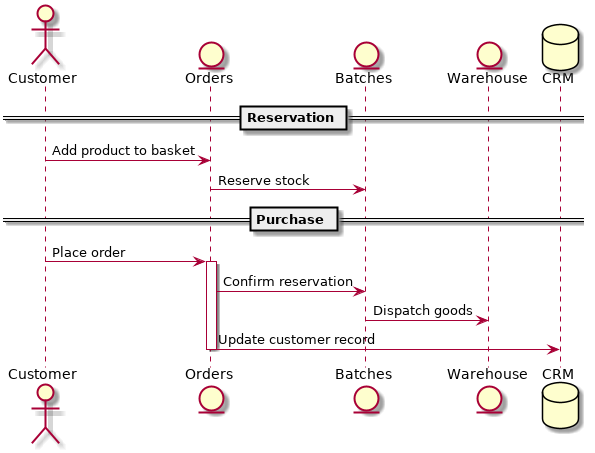 Customer
Orders
Batches
Warehouse
CRM
Reservation
Add product to basket
Reserve stock
Purchase
Place order
Confirm reservation
Dispatch goods
Update customer record
Customer
Orders
Batches
Warehouse
CRM